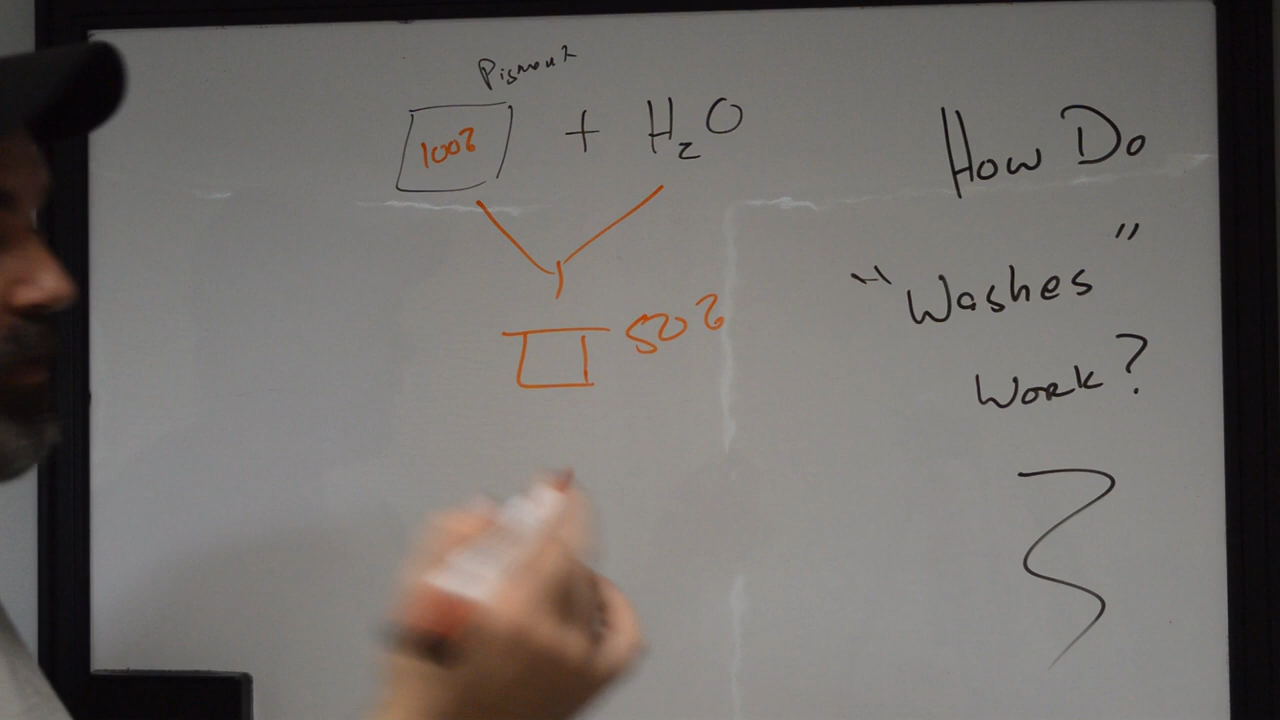 Pigment
100% + H₂O
50%
How Do
"Washes"
Work?